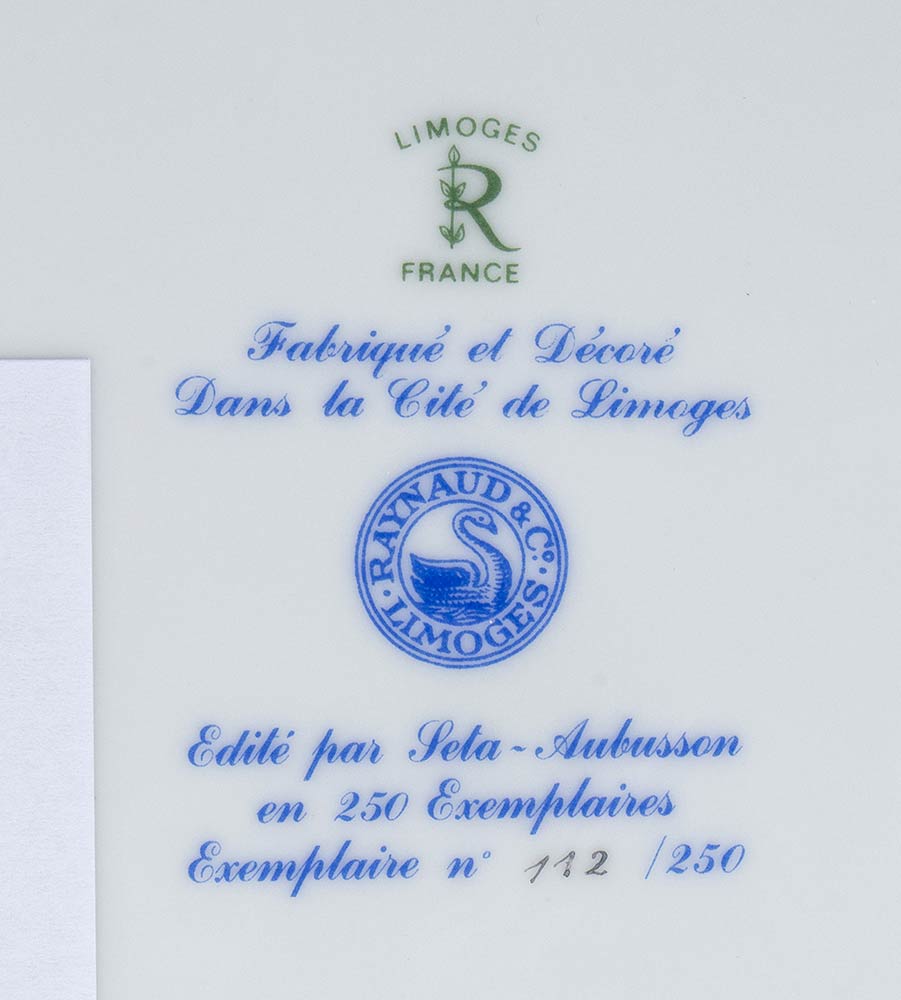 LIMOGES
R
FRANCE
Fabriqué et Décoré
Dans la Cité de Limoges
RAYNAUD & Cº.
· LIMOGES ·
Edité par Seta - Aubusson
en 250 Exemplaires
Exemplaire n° 112 /250